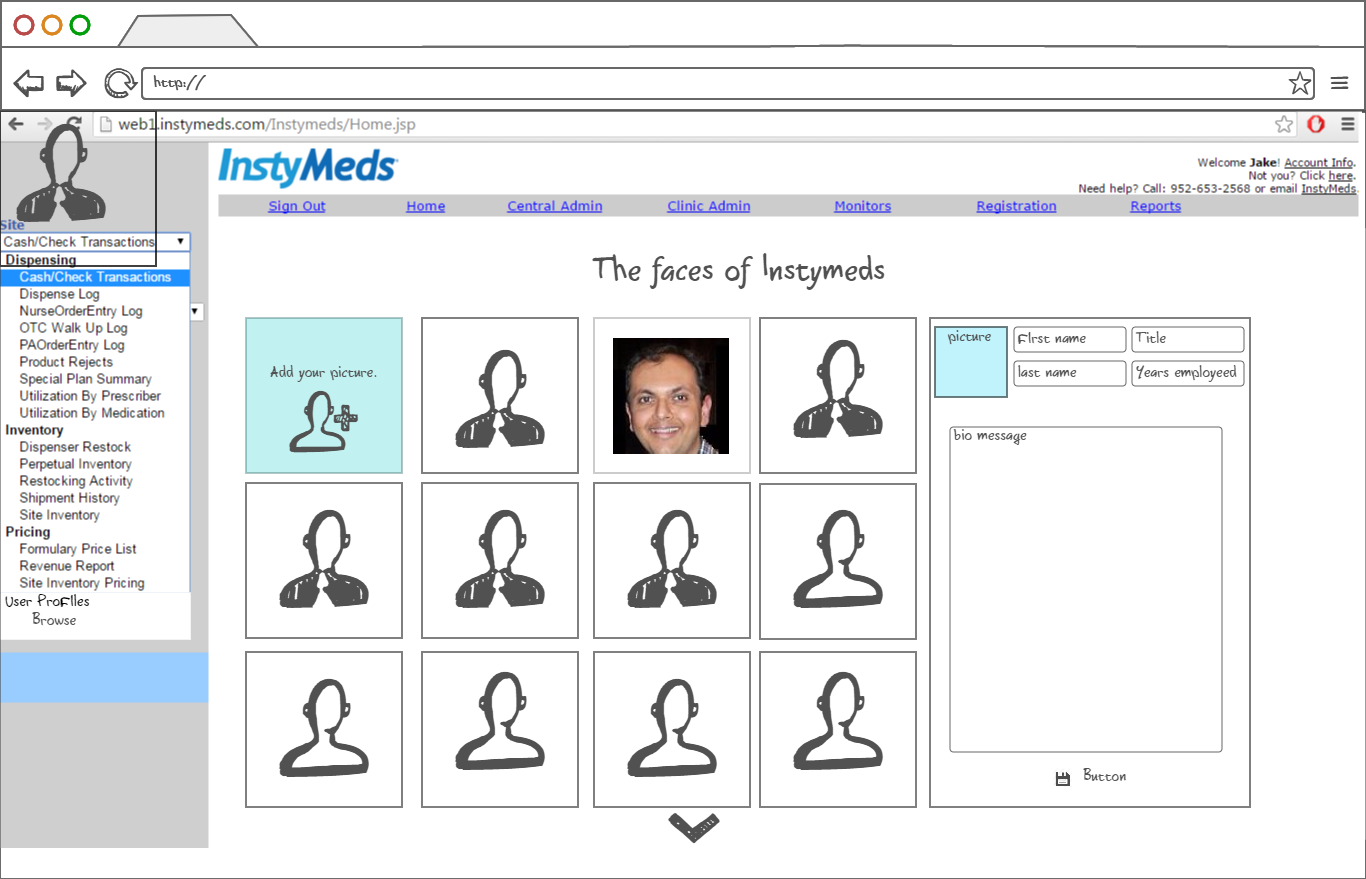 http://
web1.instymeds.com/Instymeds/Home.jsp
InstyMeds
Welcome Jake! Account Info.
Not you? Click here.
Need help? Call: 952-653-2568 or email InstyMeds.
Sign Out Home Central Admin Clinic Admin Monitors Registration Reports
Site
Cash/Check Transactions
Dispensing
Cash/Check Transactions
Dispense Log
NurseOrderEntry Log
OTC Walk Up Log
PAOrderEntry Log
Product Rejects
Special Plan Summary
Utilization By Prescriber
Utilization By Medication
Inventory
Dispenser Restock
Perpetual Inventory
Restocking Activity
Shipment History
Site Inventory
Pricing
Formulary Price List
Revenue Report
Site Inventory Pricing
User Profiles
Browse
The faces of Instymeds
Add your picture.
picture
First name
Title
last name
Years employeed
bio message
Button